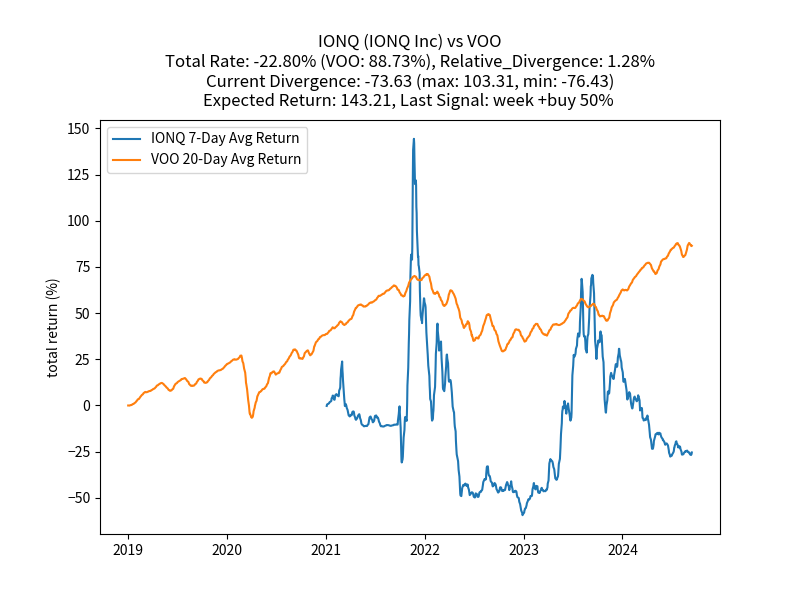 IONQ (IONQ Inc) vs VOO
Total Rate: -22.80% (VOO: 88.73%), Relative_Divergence: 1.28%
Current Divergence: -73.63 (max: 103.31, min: -76.43)
Expected Return: 143.21, Last Signal: week +buy 50%
IONQ 7-Day Avg Return
VOO 20-Day Avg Return
total return (%)
150
125
100
75
50
25
0
−25
−50
2019 2020 2021 2022 2023 2024